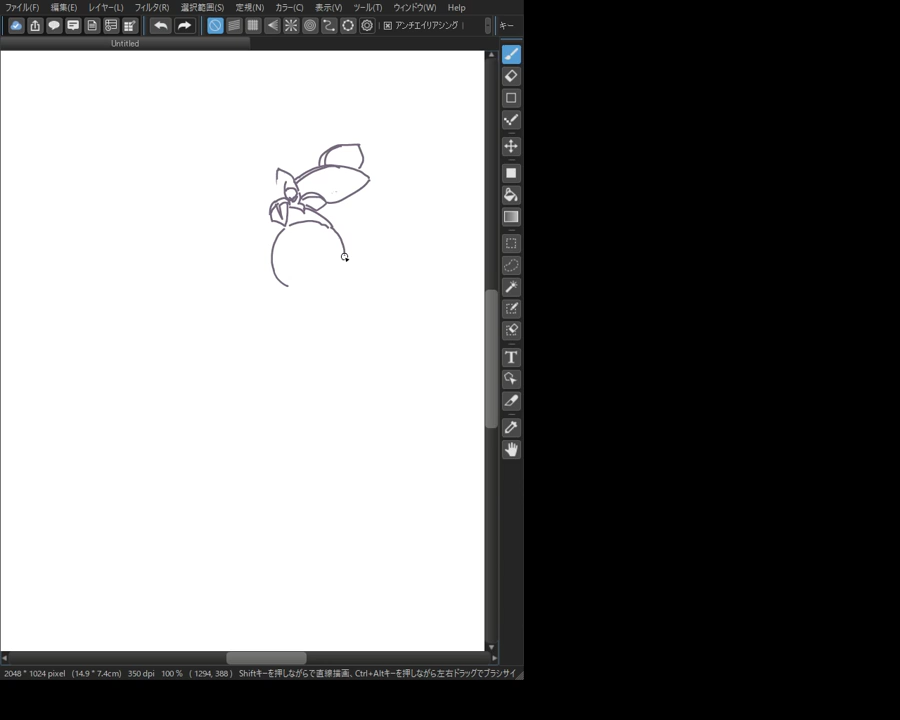 ファイル(F) 編集(E) レイヤー(L) フィルタ(R) 選択範囲(S) 定規(N) カラー(C) 表示(V) ツール(T) ウィンドウ(W) Help
アンチエイリアシング キー
Untitled
T
2048 * 1024 pixel (14.9 * 7.4cm) 350 dpi 100 % ( 1294, 388 ) Shiftキーを押しながらで直線描画、Ctrl+Altキーを押しながら左右ドラッグでブラシサイ